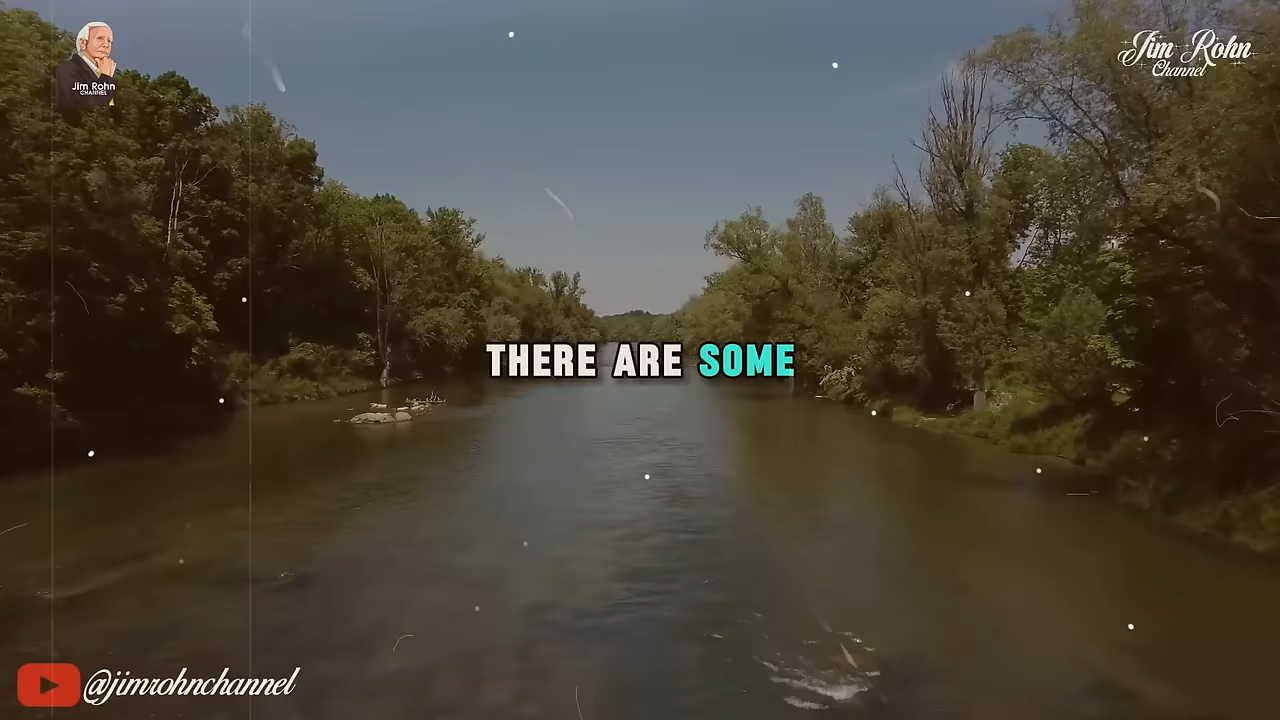 Jim Rohn
CHANNEL
Jim Rohn
Channel
THERE ARE SOME
@jimrohnchannel